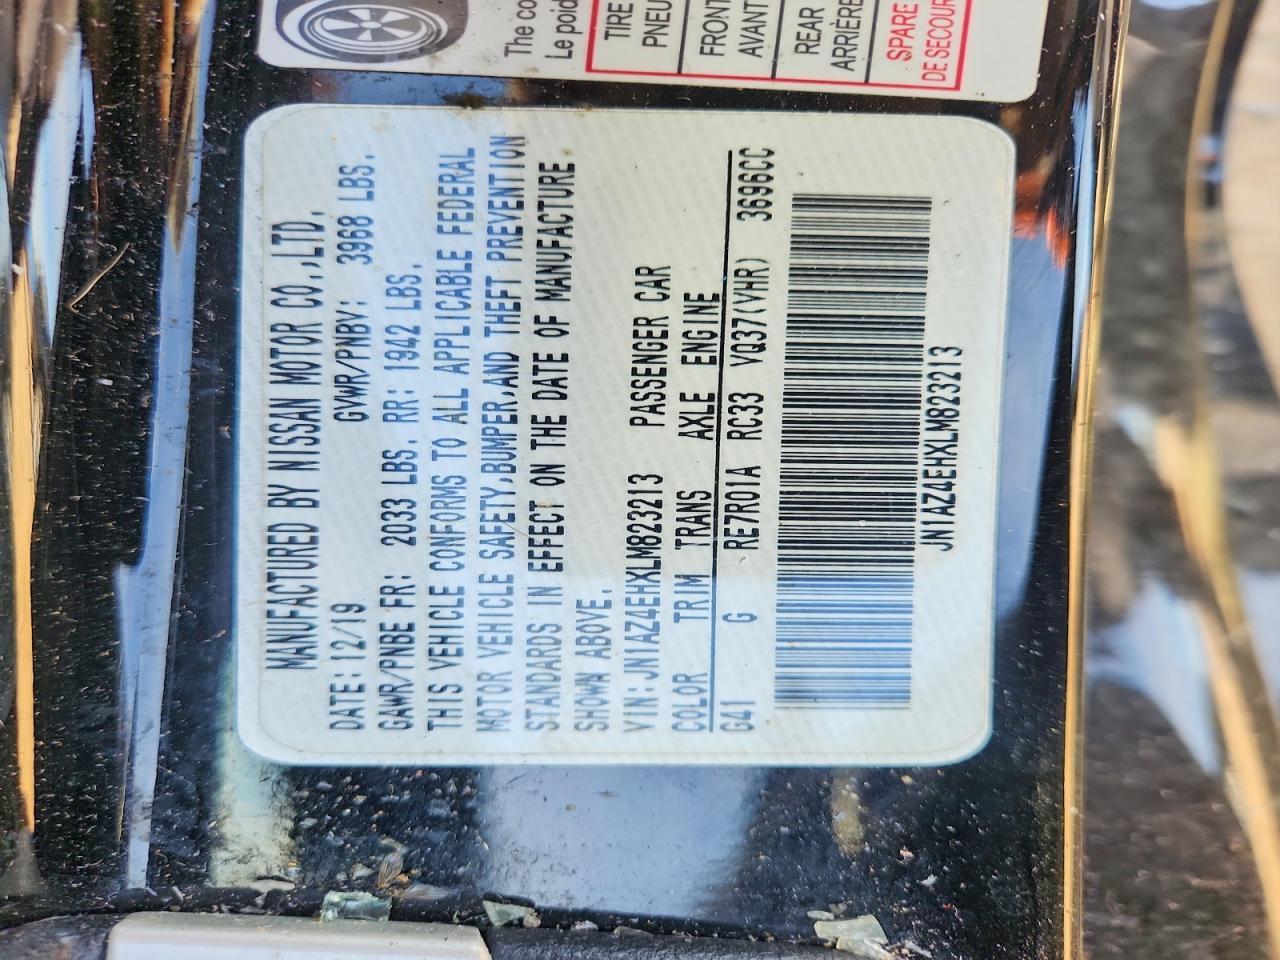 The co
Le poid
TIRE
PNEU
FRONT
AVANT
REAR
ARRIÈRE
SPARE
DE SECOUR
MANUFACTURED BY NISSAN MOTOR CO.,LTD.
DATE:12/19 GVWR/PNBV: 3968 LBS.
GAWR/PNBE FR: 2033 LBS. RR: 1942 LBS.
THIS VEHICLE CONFORMS TO ALL APPLICABLE FEDERAL
MOTOR VEHICLE SAFETY,BUMPER,AND THEFT PREVENTION
STANDARDS IN EFFECT ON THE DATE OF MANUFACTURE
SHOWN ABOVE.
VIN:JN1AZ4EHXLM823213 PASSENGER CAR
COLOR TRIM TRANS AXLE ENGINE
G41 G RE7R01A RC33 VQ37(VHR) 3696CC
JN1AZ4EHXLM823213